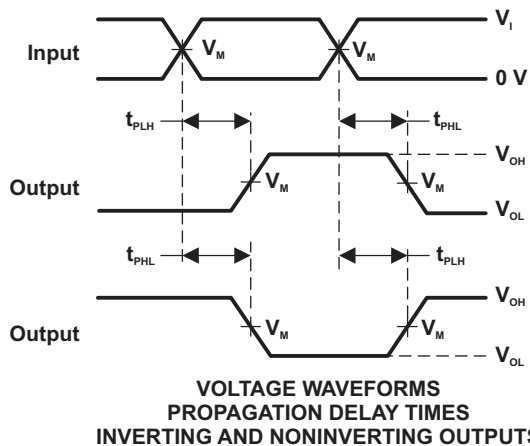 V_I
Input V_M V_M
0 V
t_PLH t_PHL
V_OH
Output V_M V_M
V_OL
t_PHL t_PLH
V_OH
Output V_M V_M
V_OL
VOLTAGE WAVEFORMS
PROPAGATION DELAY TIMES
INVERTING AND NONINVERTING OUTPUTS